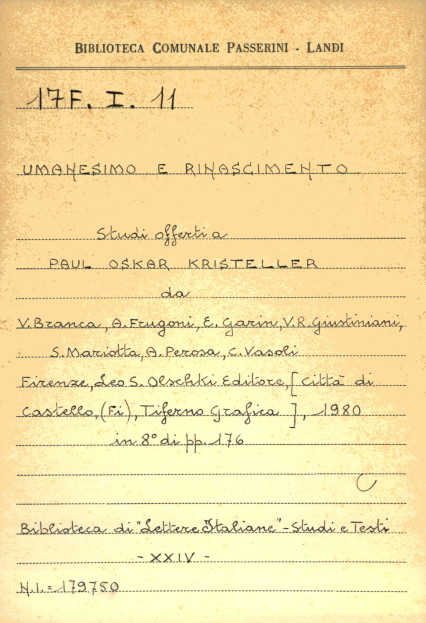 BIBLIOTECA COMUNALE PASSERINI - LANDI
17F. I. 11
UMANESIMO E RINASCIMENTO
Studi offerti a
PAUL OSKAR KRISTELLER
da
V. Branca, A. Frugoni, E. Garin, V. R. Giustiniani,
S. Mariotta, A. Perosa, C. Vasoli
Firenze, Leo S. Olschki Editore, [Città di
Castello, (Fi), Tiferno Grafica], 1980
in 8° di pp. 176
C
Biblioteca di "Lettere Italiane" - Studi e Testi
- XXIV -
N.I. = 179750